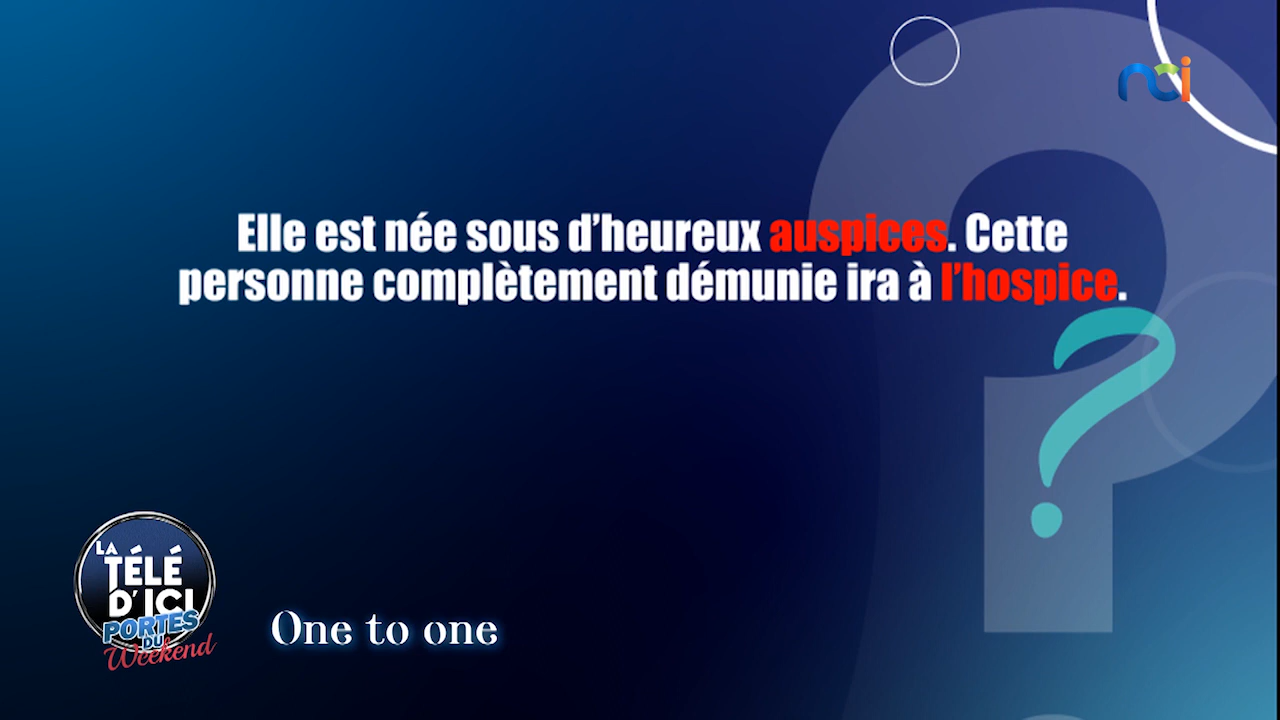 nci
Elle est née sous d’heureux auspices. Cette
personne complètement démunie ira à l’hospice.
LA
TÉLÉ
D’ICI
PORTES
DU
Weekend
One to one